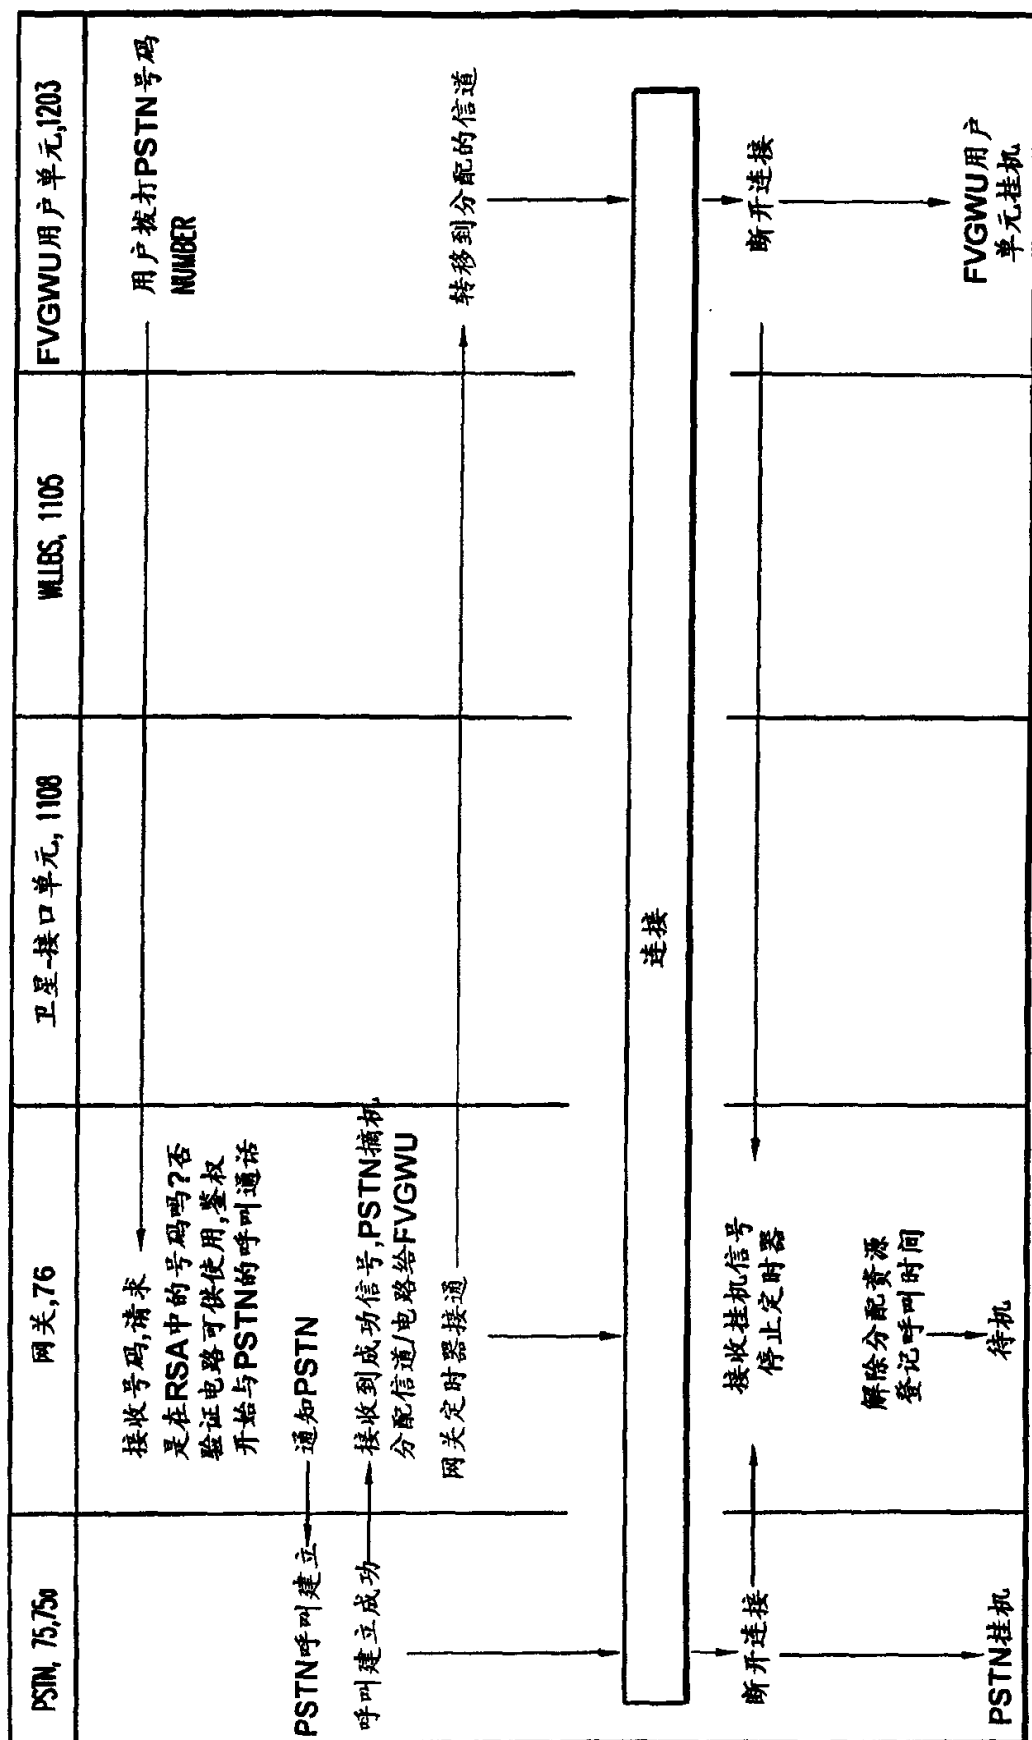 PSTN, 75,75a
网关,76
卫星-接口单元, 1108
WLLBS, 1105
FVGWU用户单元,1203
用户拨打PSTN号码
NUMBER
接收号码,请求
是在RSA中的号码吗?否
验证电路可供使用,鉴权
开始与PSTN的呼叫通话
通知PSTN
PSTN呼叫建立
呼叫建立成功
接收到成功信号,PSTN摘机
分配信道/电路给FVGWU
网关定时器接通
转移到分配的信道
连接
断开连接
接收挂机信号
停止定时器
断开连接
解除分配资源
登记呼叫时间
PSTN挂机
待机
FVGWU用户
单元挂机